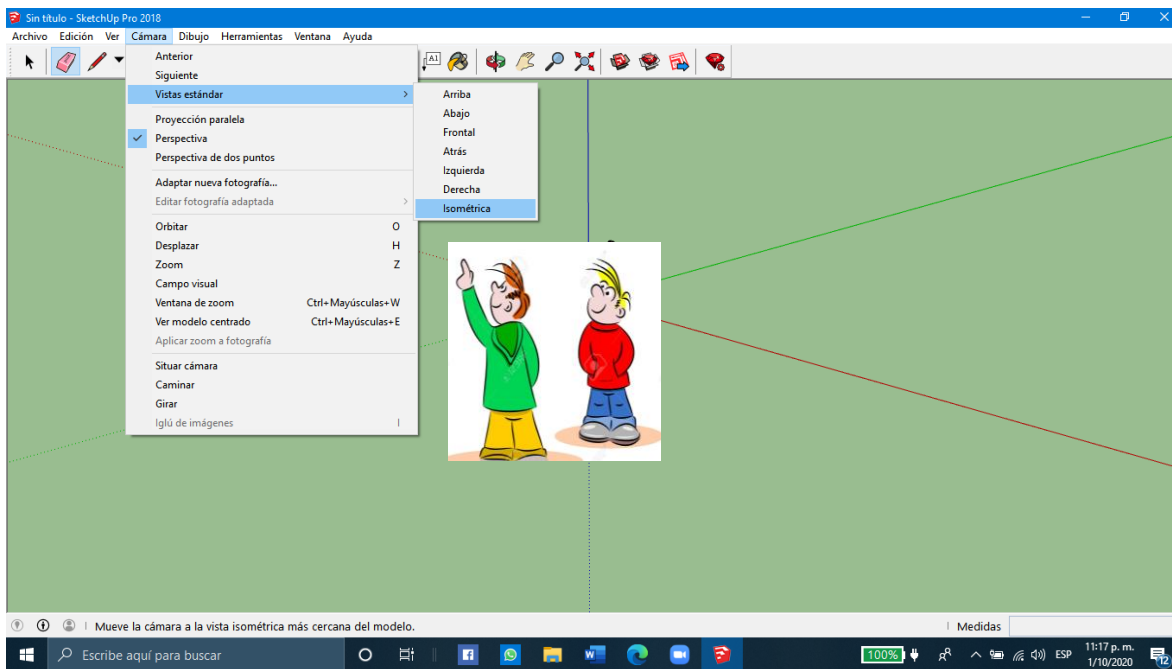 Sin título - SketchUp Pro 2018
Archivo Edición Ver Cámara Dibujo Herramientas Ventana Ayuda
A1
Anterior
Siguiente
Vistas estándar
Proyección paralela
Perspectiva
Perspectiva de dos puntos
Adaptar nueva fotografía...
Editar fotografía adaptada
Orbitar O
Desplazar H
Zoom Z
Campo visual
Ventana de zoom Ctrl+Mayúsculas+W
Ver modelo centrado Ctrl+Mayúsculas+E
Aplicar zoom a fotografía
Situar cámara
Caminar
Girar
Iglú de imágenes I
Arriba
Abajo
Frontal
Atrás
Izquierda
Derecha
Isométrica
Mueve la cámara a la vista isométrica más cercana del modelo.
Medidas
Escribe aquí para buscar
100%
ESP
11:17 p. m.
1/10/2020
12